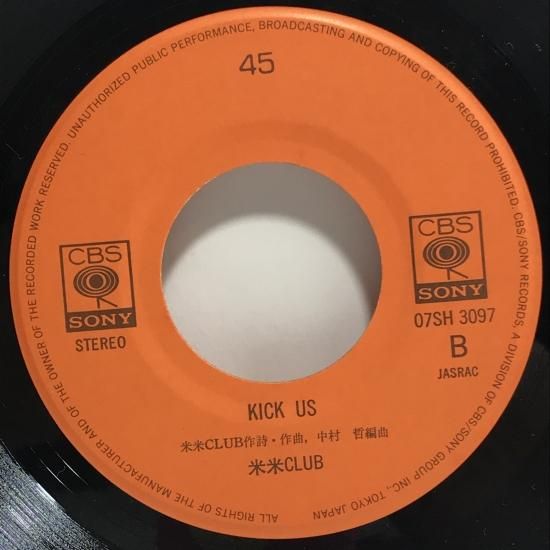 ALL RIGHTS OF THE MANUFACTURER AND OF THE OWNER OF THE RECORDED WORK RESERVED. UNAUTHORIZED PUBLIC PERFORMANCE, BROADCASTING AND COPYING OF THIS RECORD PROHIBITED. CBS/SONY RECORDS, A DIVISION OF CBS/SONY GROUP INC., TOKYO JAPAN
45
CBS
SONY
STEREO
CBS
SONY
07SH 3097
B
JASRAC
KICK US
米米CLUB作詩・作曲, 中村 哲編曲
米米CLUB